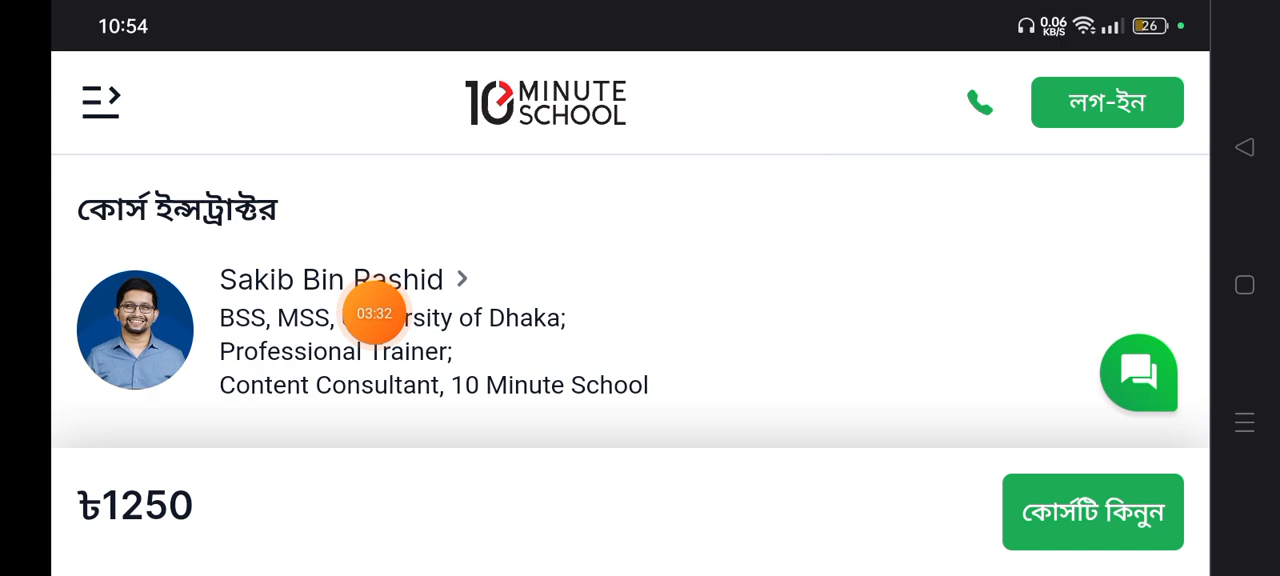 10:54
0.06
KB/S
26
10 MINUTE
SCHOOL
লগ-ইন
কোর্স ইন্সট্রাক্টর
Sakib Bin Rashid
03:32
BSS, MSS, of Dhaka;
Professional Trainer;
Content Consultant, 10 Minute School
৳1250
কোর্সটি কিনুন